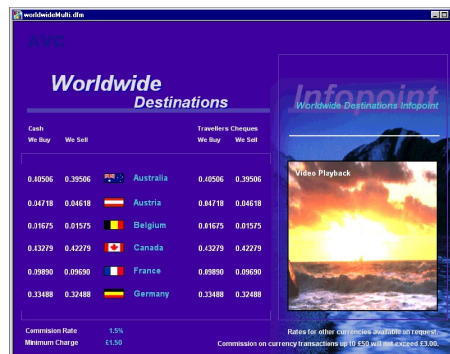 worldwideMulti.dfm
AVC
Worldwide
Destinations
Infopoint
Worldwide Destinations Infopoint
Cash
Travellers Cheques
We Buy We Sell
We Buy We Sell
0.40506 0.39506 Australia 0.40506 0.39506
0.04718 0.04618 Austria 0.04718 0.04618
0.01675 0.01575 Belgium 0.01675 0.01575
0.43279 0.42279 Canada 0.43279 0.42279
0.09890 0.09690 France 0.09890 0.09690
0.33488 0.32488 Germany 0.33488 0.32488
Video Playback
Commision Rate 1.5%
Minimum Charge £1.50
Rates for other currencies available on request.
Commission on currency transactions up to £50 will not exceed £3.00.